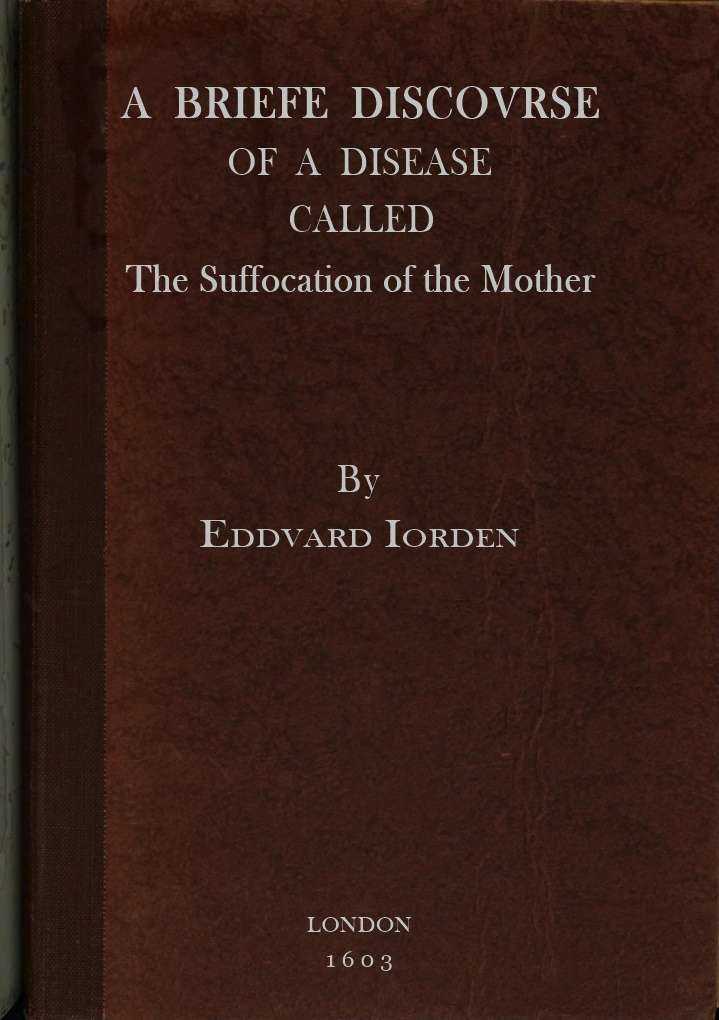 A BRIEFE DISCOVRSE
OF A DISEASE
CALLED
The Suffocation of the Mother
By
EDDVARD IORDEN
LONDON
1603